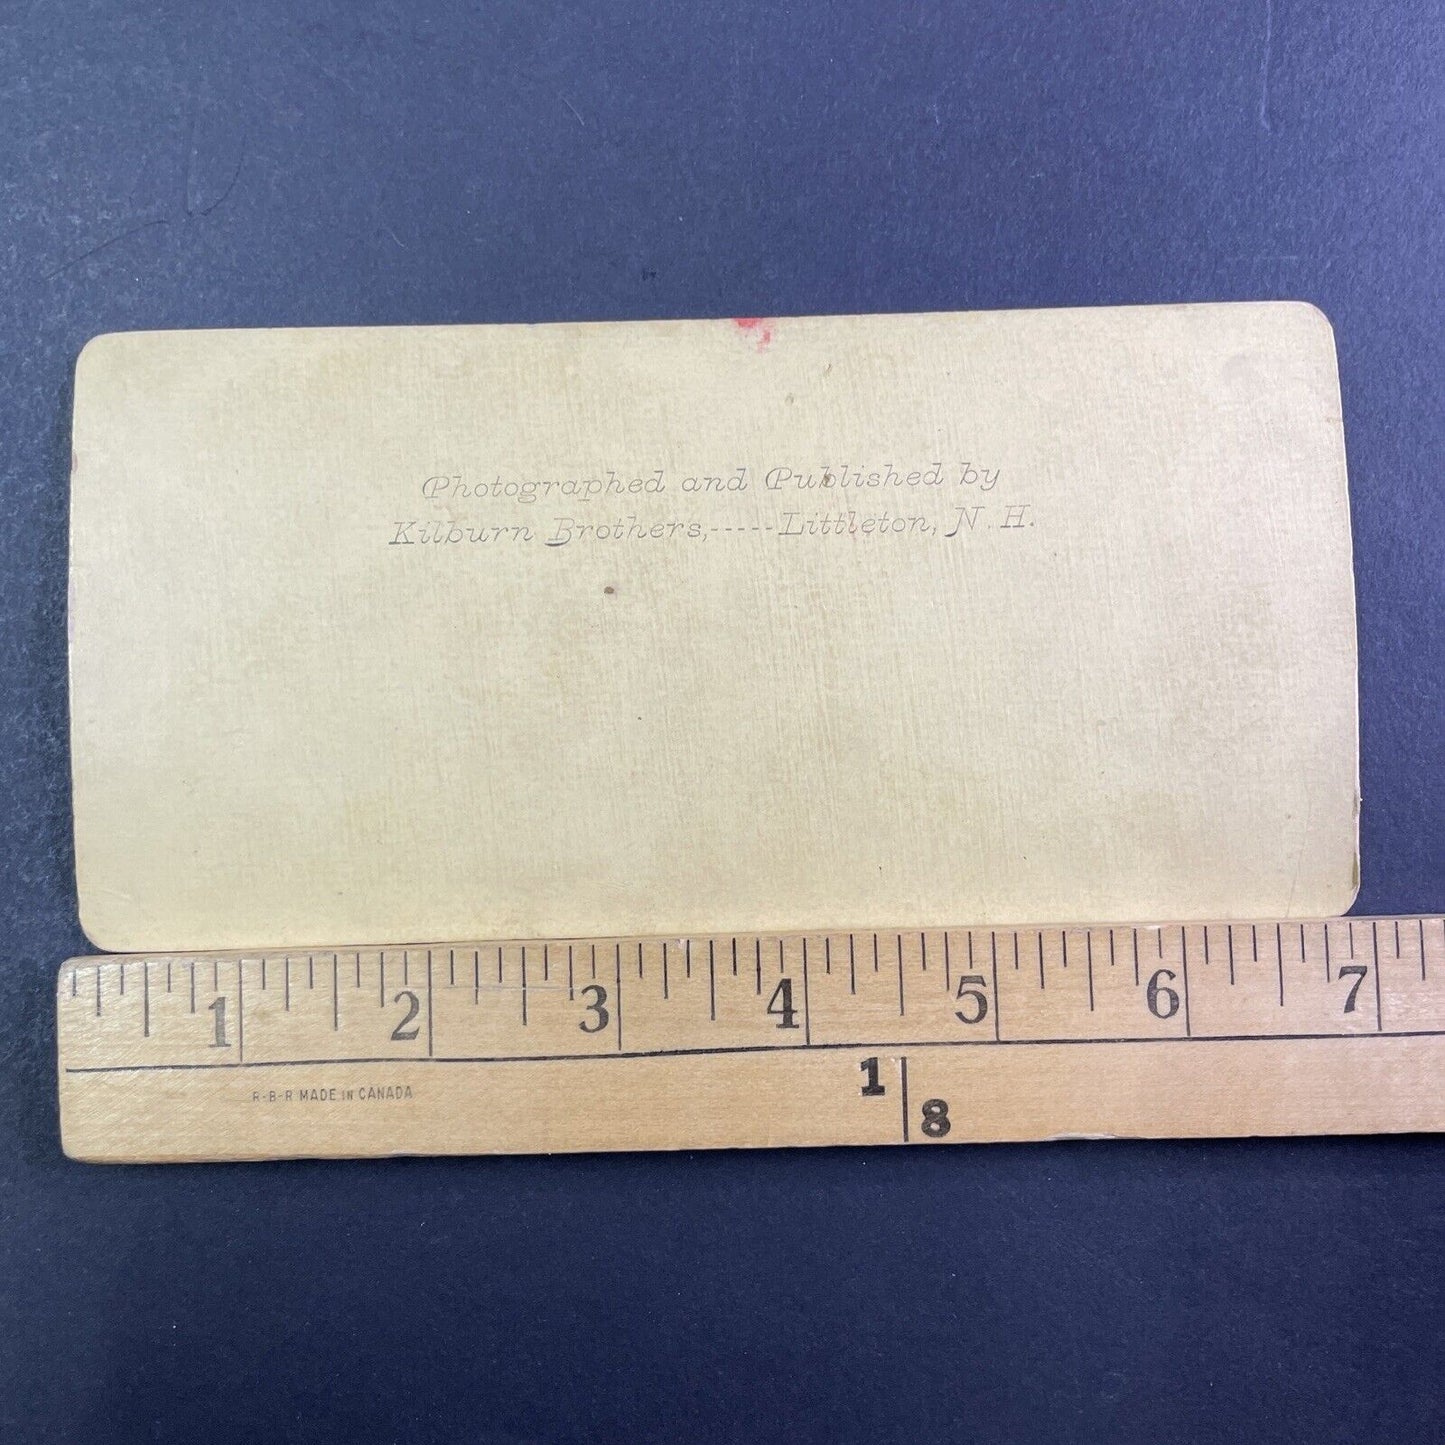 Photographed and Published by
Kilburn Brothers,-----Littleton, N. H.
1 2 3 4 5 6 7
R-B-R MADE IN CANADA
1
8